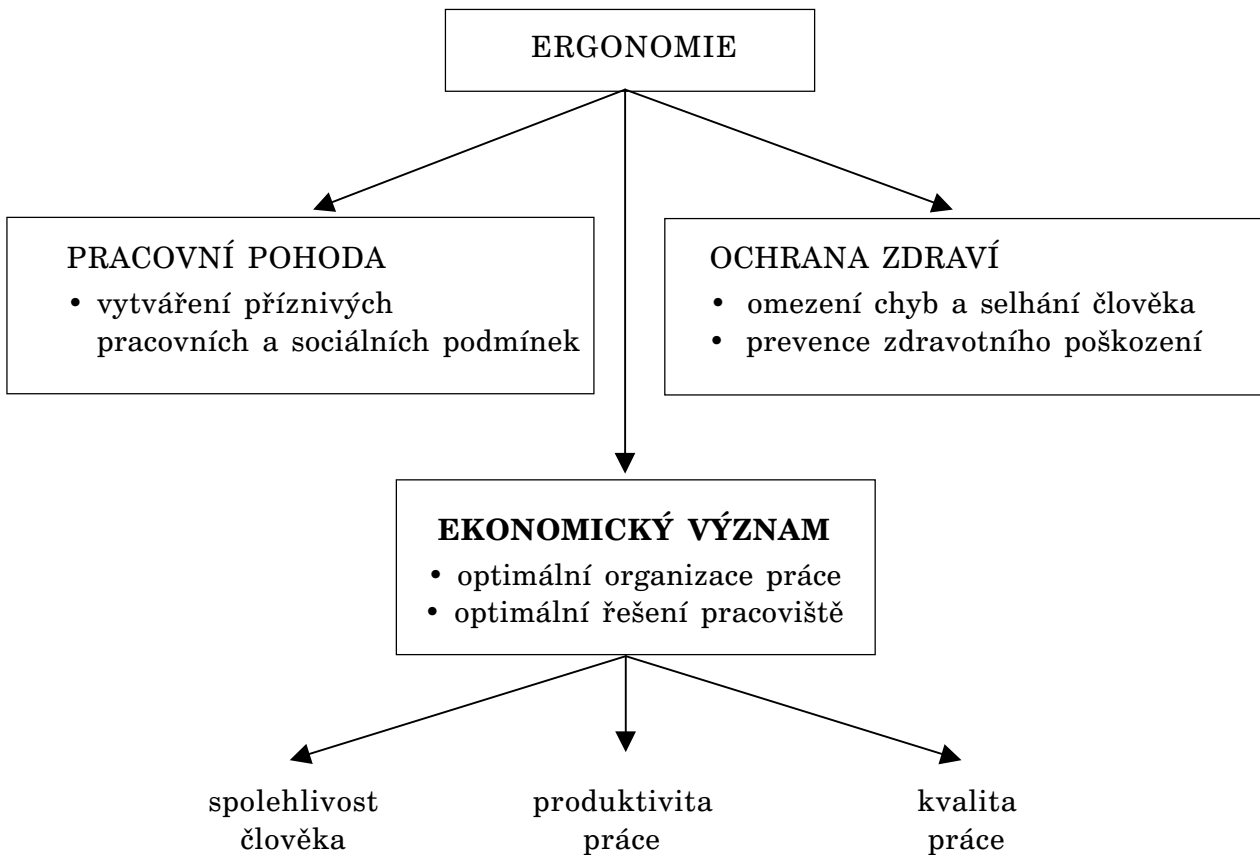 ERGONOMIE
PRACOVNÍ POHODA
• vytváření příznivých
pracovních a sociálních podmínek
OCHRANA ZDRAVÍ
• omezení chyb a selhání člověka
• prevence zdravotního poškození
EKONOMICKÝ VÝZNAM
• optimální organizace práce
• optimální řešení pracoviště
spolehlivost
člověka
produktivita
práce
kvalita
práce